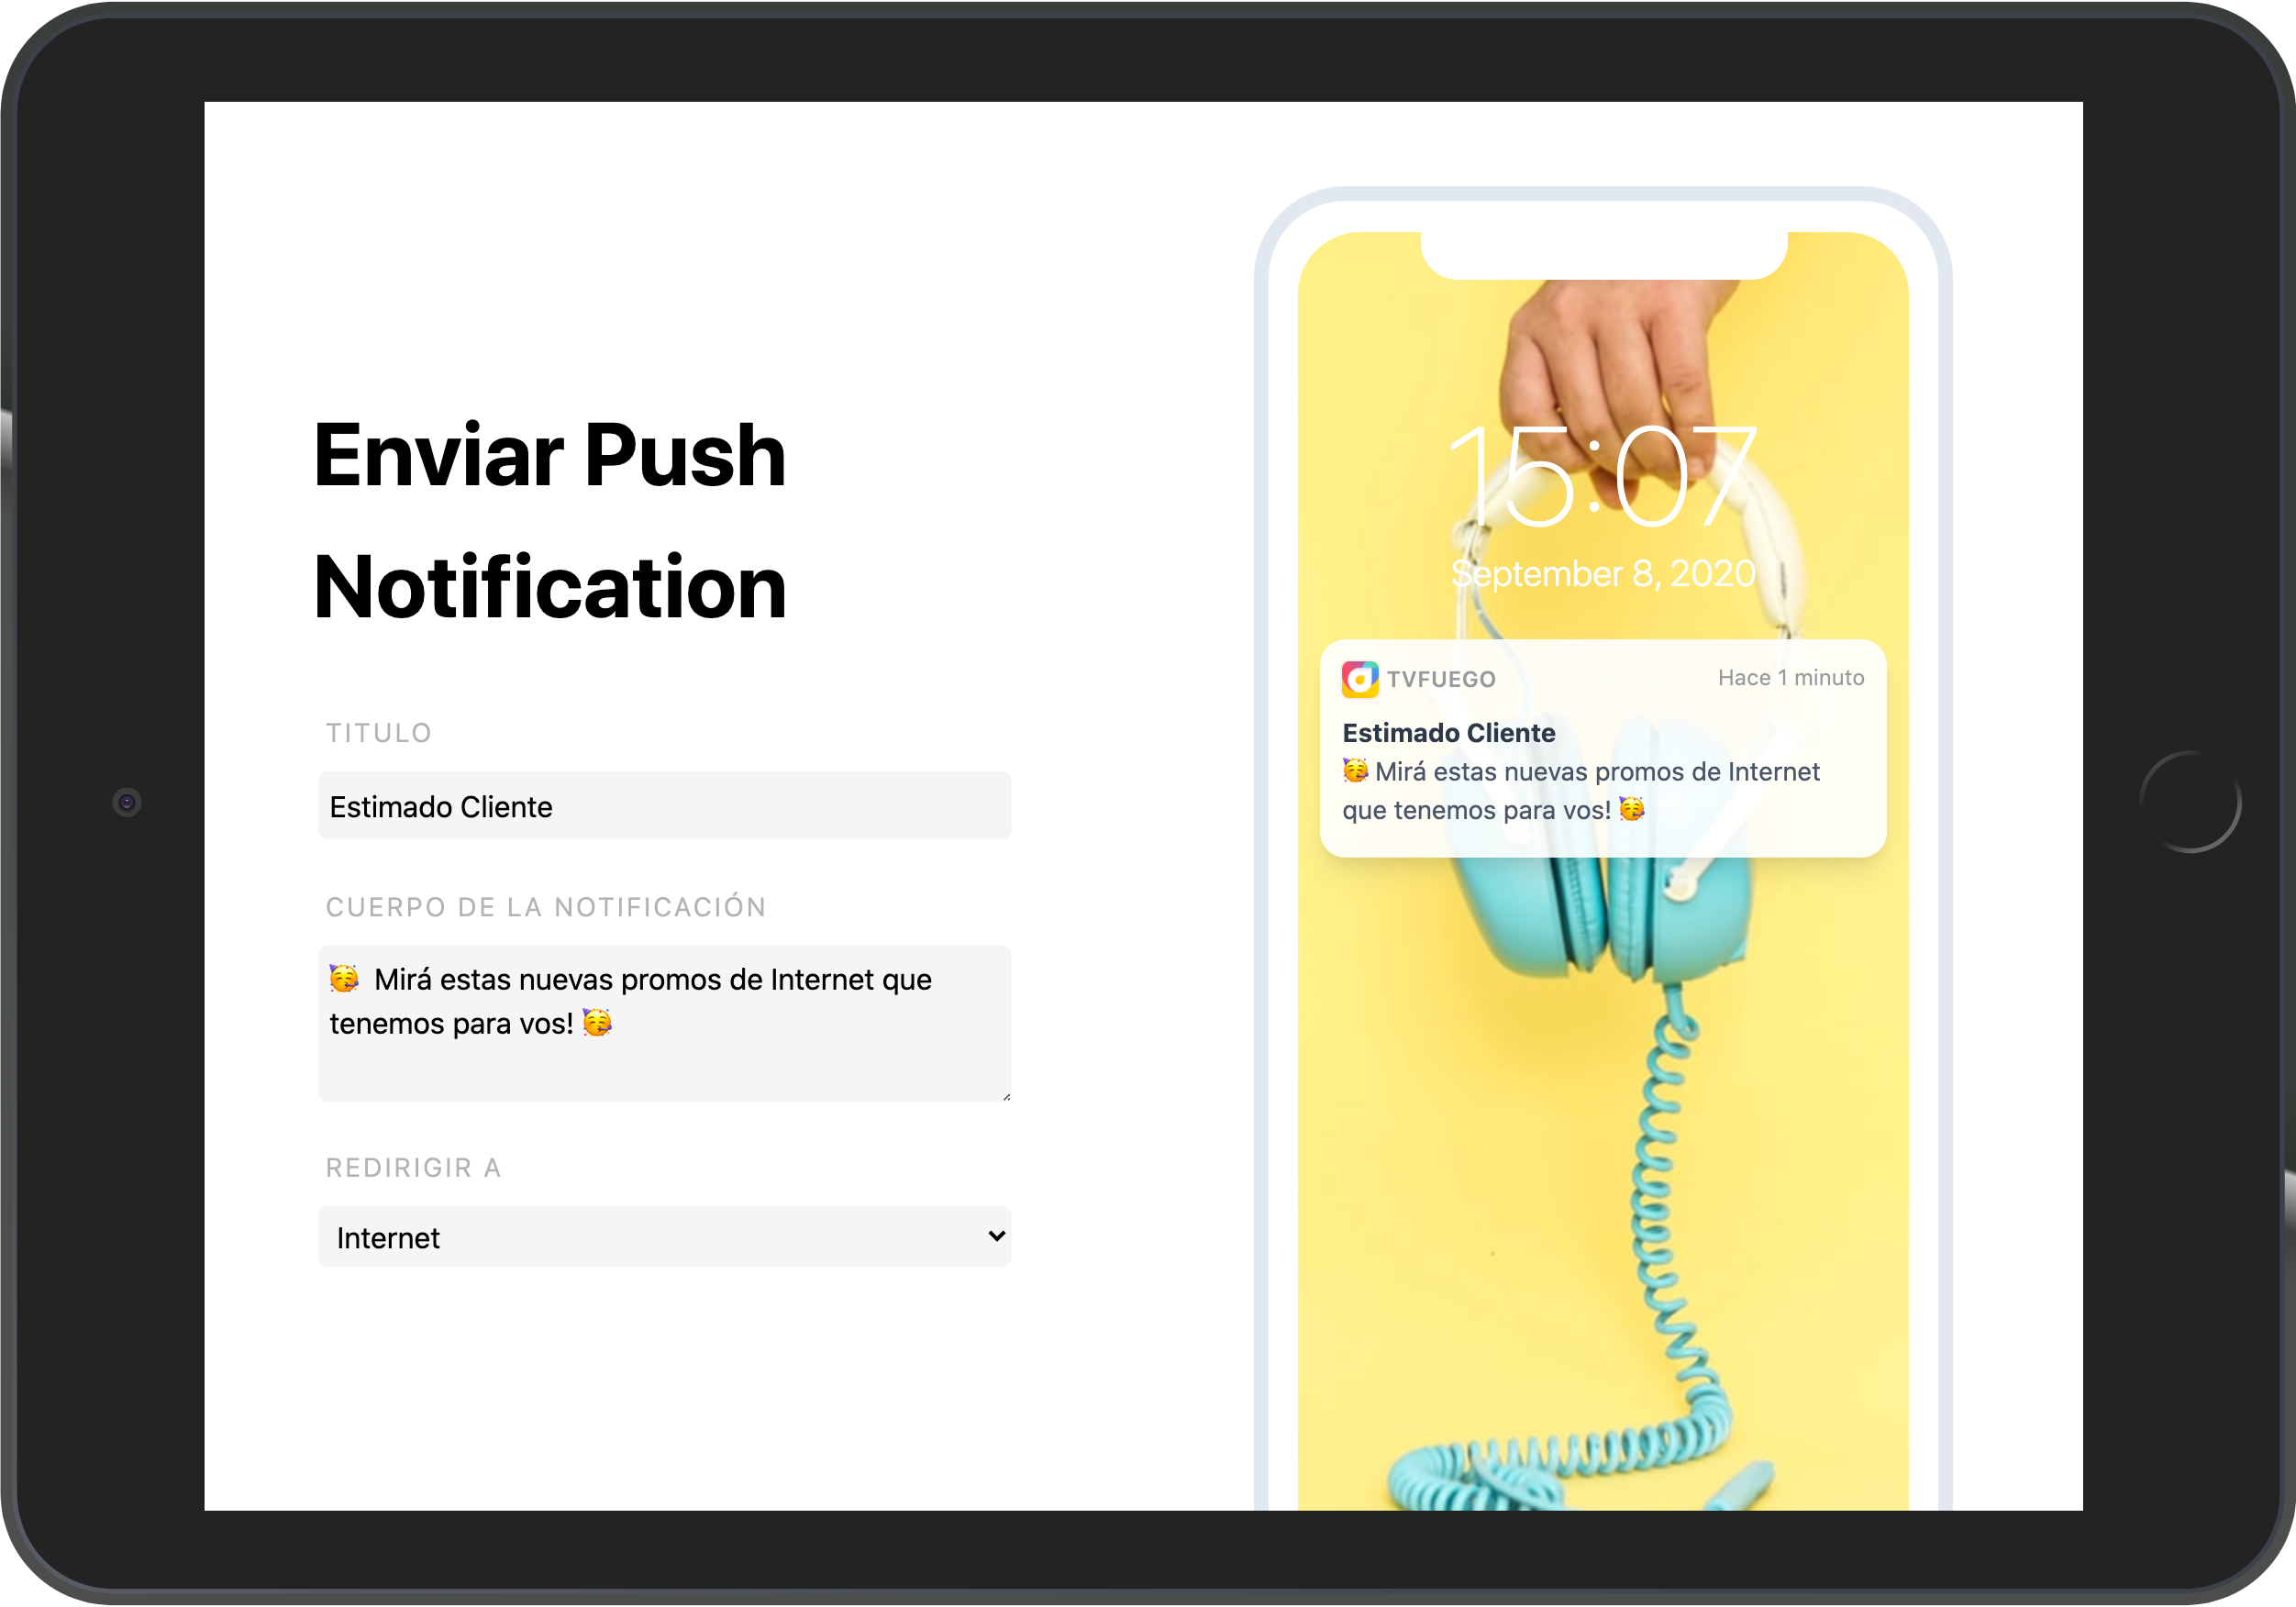 Enviar Push
Notification
TITULO
Estimado Cliente
CUERPO DE LA NOTIFICACIÓN
🥳 Mirá estas nuevas promos de Internet que
tenemos para vos! 🥳
REDIRIGIR A
Internet
15:07
September 8, 2020
TVFUEGO
Hace 1 minuto
Estimado Cliente
🥳 Mirá estas nuevas promos de Internet
que tenemos para vos! 🥳